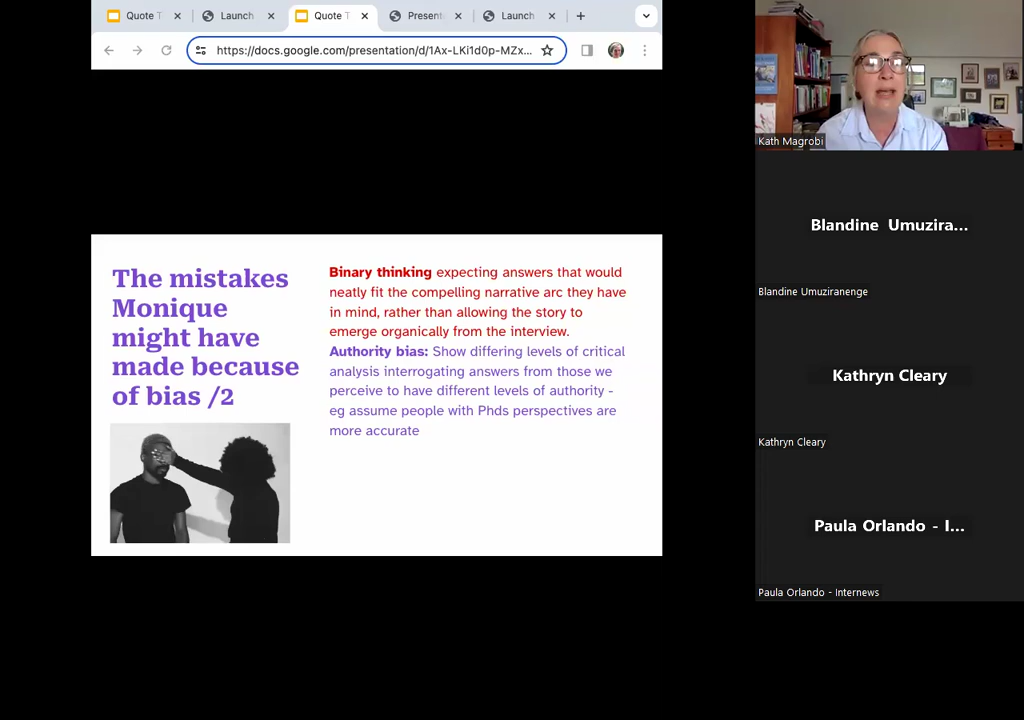 Quote T
Launch
Quote T
Present
Launch
https://docs.google.com/presentation/d/1Ax-LKi1d0p-MZx...
The mistakes
Monique
might have
made because
of bias /2
Binary thinking expecting answers that would
neatly fit the compelling narrative arc they have
in mind, rather than allowing the story to
emerge organically from the interview.
Authority bias: Show differing levels of critical
analysis interrogating answers from those we
perceive to have different levels of authority -
eg assume people with Phds perspectives are
more accurate
Kath Magrobi
Blandine Umuzira...
Blandine Umuziranenge
Kathryn Cleary
Kathryn Cleary
Paula Orlando - I...
Paula Orlando - Internews